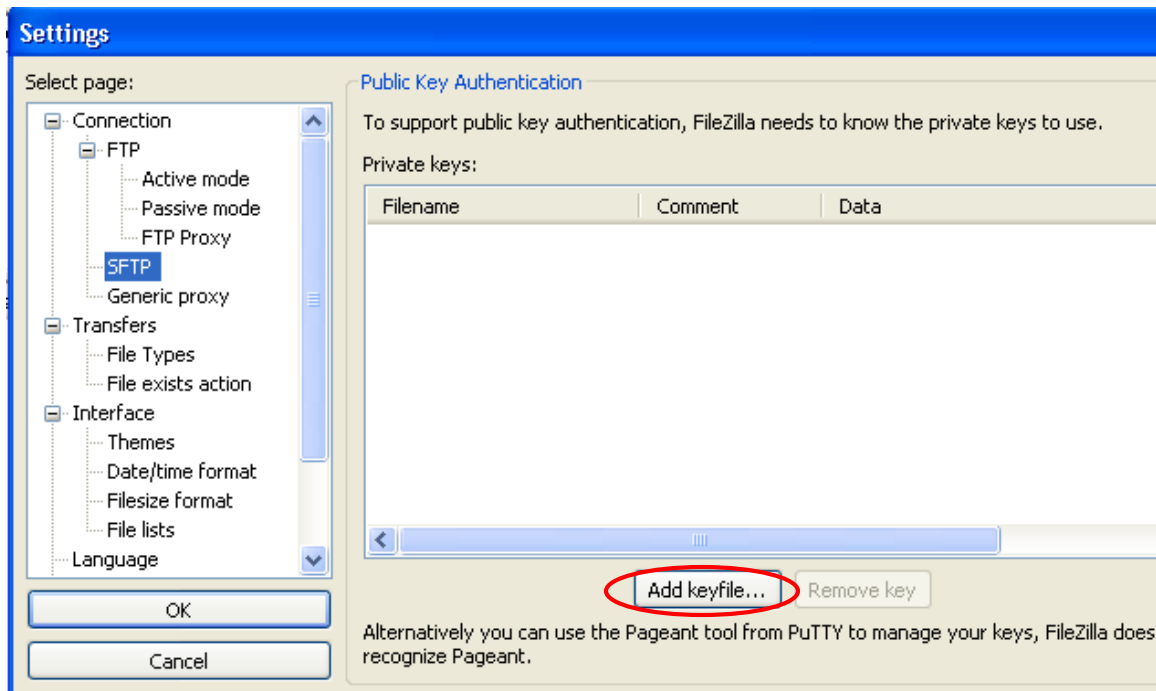 Settings
Select page:
Connection
FTP
Active mode
Passive mode
FTP Proxy
SFTP
Generic proxy
Transfers
File Types
File exists action
Interface
Themes
Date/time format
Filesize format
File lists
Language
OK
Cancel
Public Key Authentication
To support public key authentication, FileZilla needs to know the private keys to use.
Private keys:
Filename Comment Data
Add keyfile... Remove key
Alternatively you can use the Pageant tool from PuTTY to manage your keys, FileZilla does
recognize Pageant.